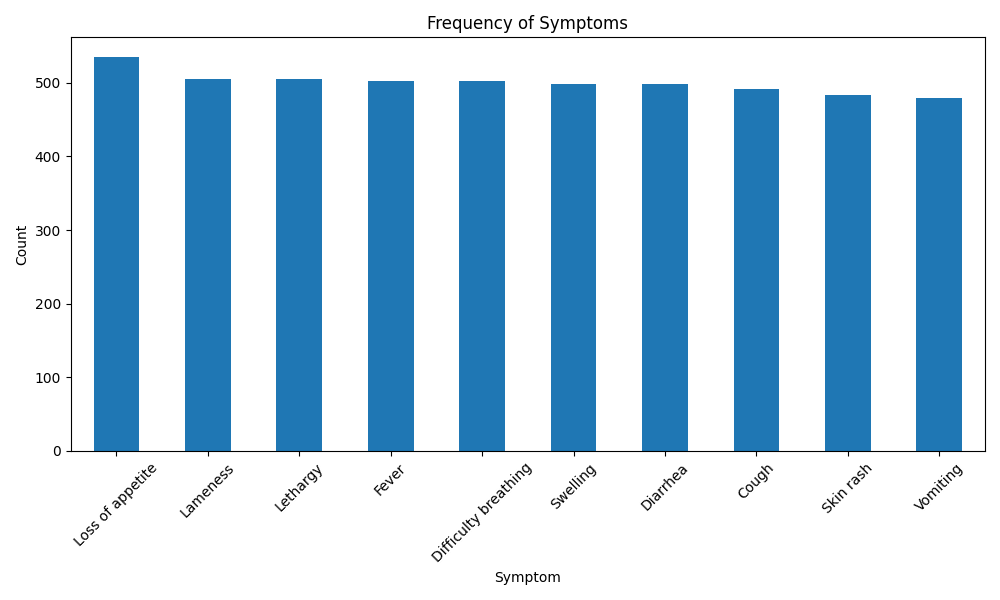 Frequency of Symptoms
Count
500
400
300
200
100
0
Loss of appetite
Lameness
Lethargy
Fever
Difficulty breathing
Swelling
Diarrhea
Cough
Skin rash
Vomiting
Symptom